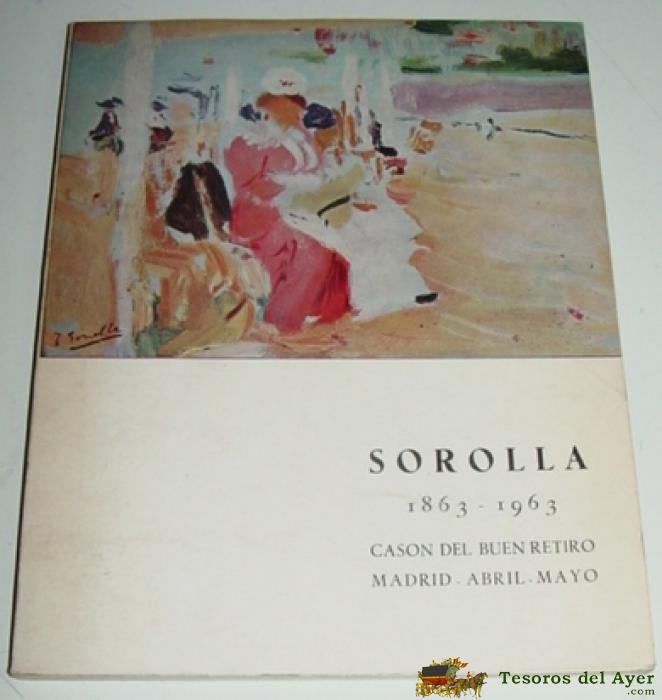 J Sorolla
SOROLLA
1863 - 1963
CASON DEL BUEN RETIRO
MADRID - ABRIL - MAYO
Tesoros del Ayer
.com